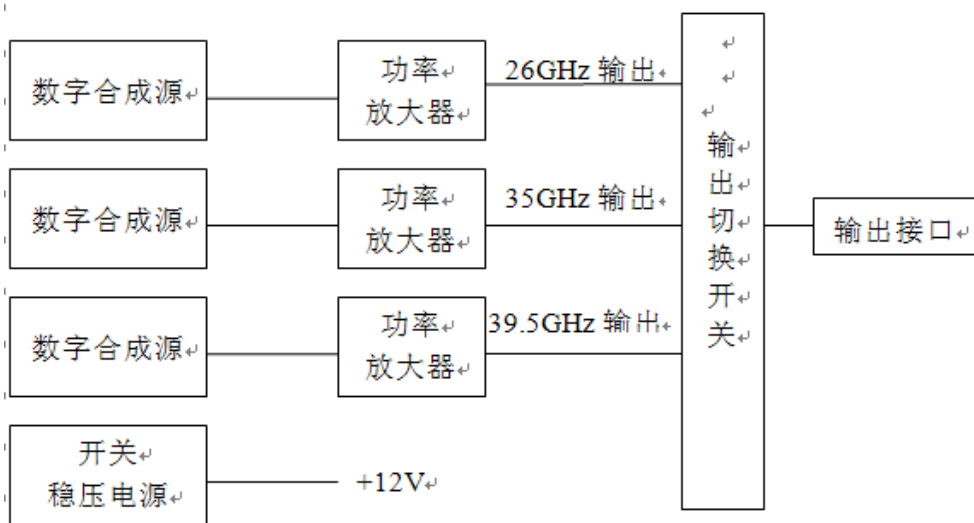 数字合成源
功率
放大器
26GHz 输出
数字合成源
功率
放大器
35GHz 输出
数字合成源
功率
放大器
39.5GHz 输出
输
出
切
换
开
关
输出接口
开关
稳压电源
+12V